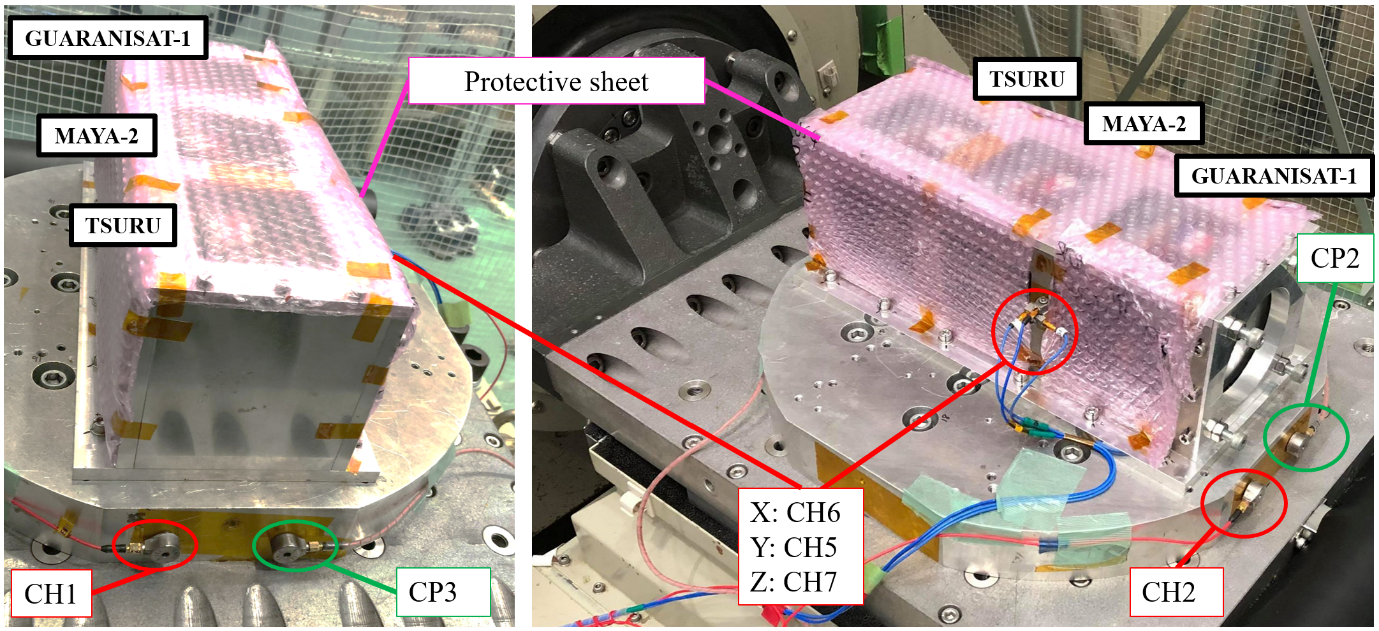 GUARANISAT-1
MAYA-2
TSURU
Protective sheet
TSURU
MAYA-2
GUARANISAT-1
CP2
X: CH6
Y: CH5
Z: CH7
CH1
CP3
CH2